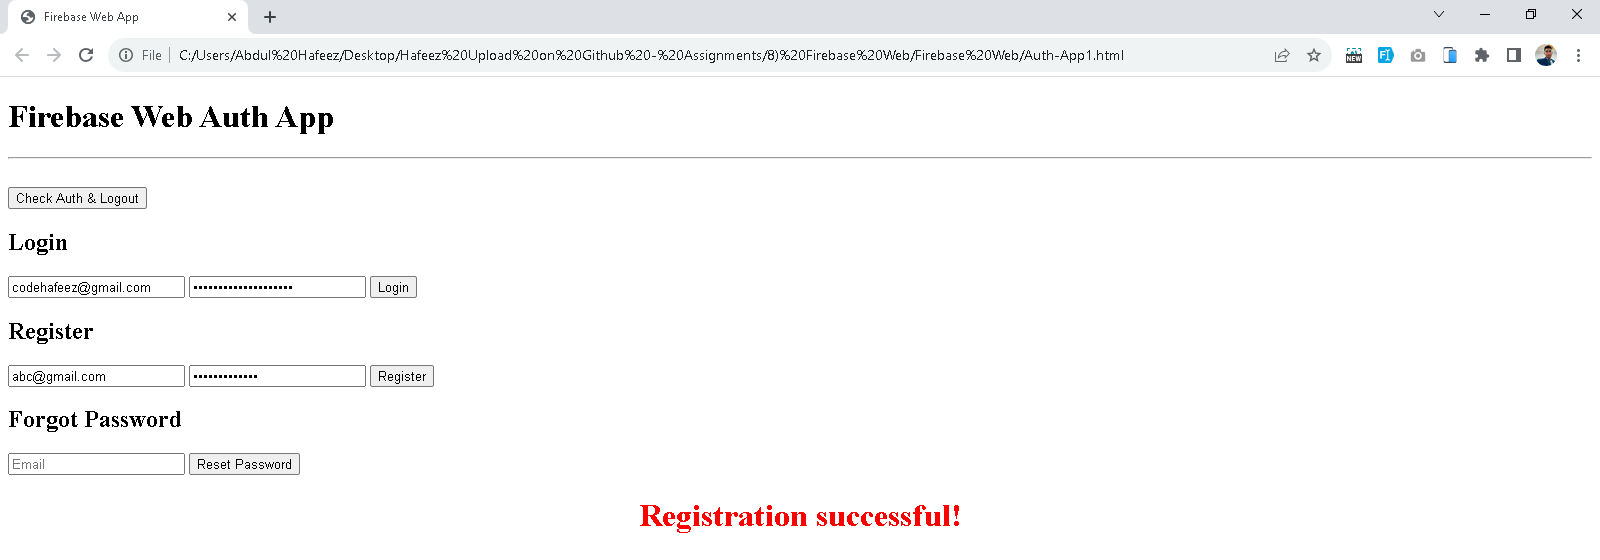 Firebase Web App
File C:/Users/Abdul%20Hafeez/Desktop/Hafeez%20Upload%20on%20Github%20-%20Assignments/8)%20Firebase%20Web/Firebase%20Web/Auth-App1.html
NEW
Firebase Web Auth App
Check Auth & Logout
Login
codehafeez@gmail.com •••••••••••••••••••• Login
Register
abc@gmail.com ••••••••••••• Register
Forgot Password
Email Reset Password
Registration successful!